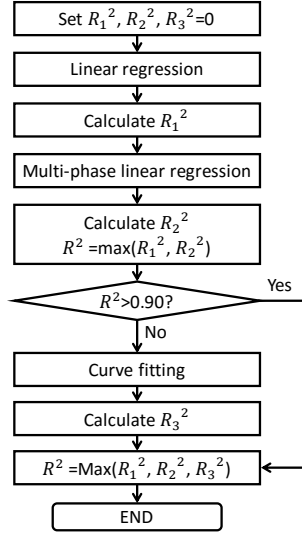 Set R₁², R₂², R₃²=0
Linear regression
Calculate R₁²
Multi-phase linear regression
Calculate R₂²
R² =max(R₁², R₂²)
R²>0.90?
Yes
No
Curve fitting
Calculate R₃²
R² =Max(R₁², R₂², R₃²)
END